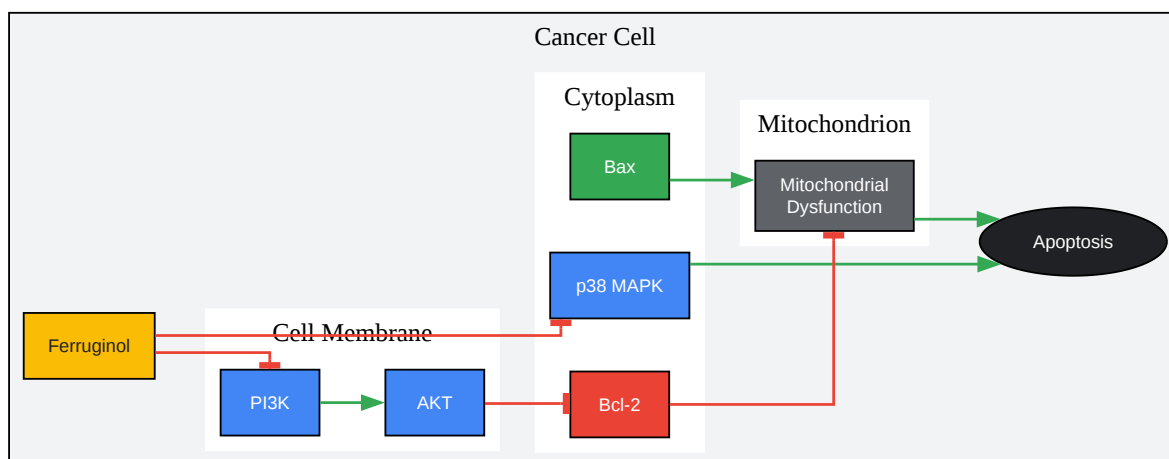 Cancer Cell
Cytoplasm
Bax
Mitochondrion
Mitochondrial
Dysfunction
Apoptosis
p38 MAPK
Ferruginol
Cell Membrane
PI3K
AKT
Bcl-2